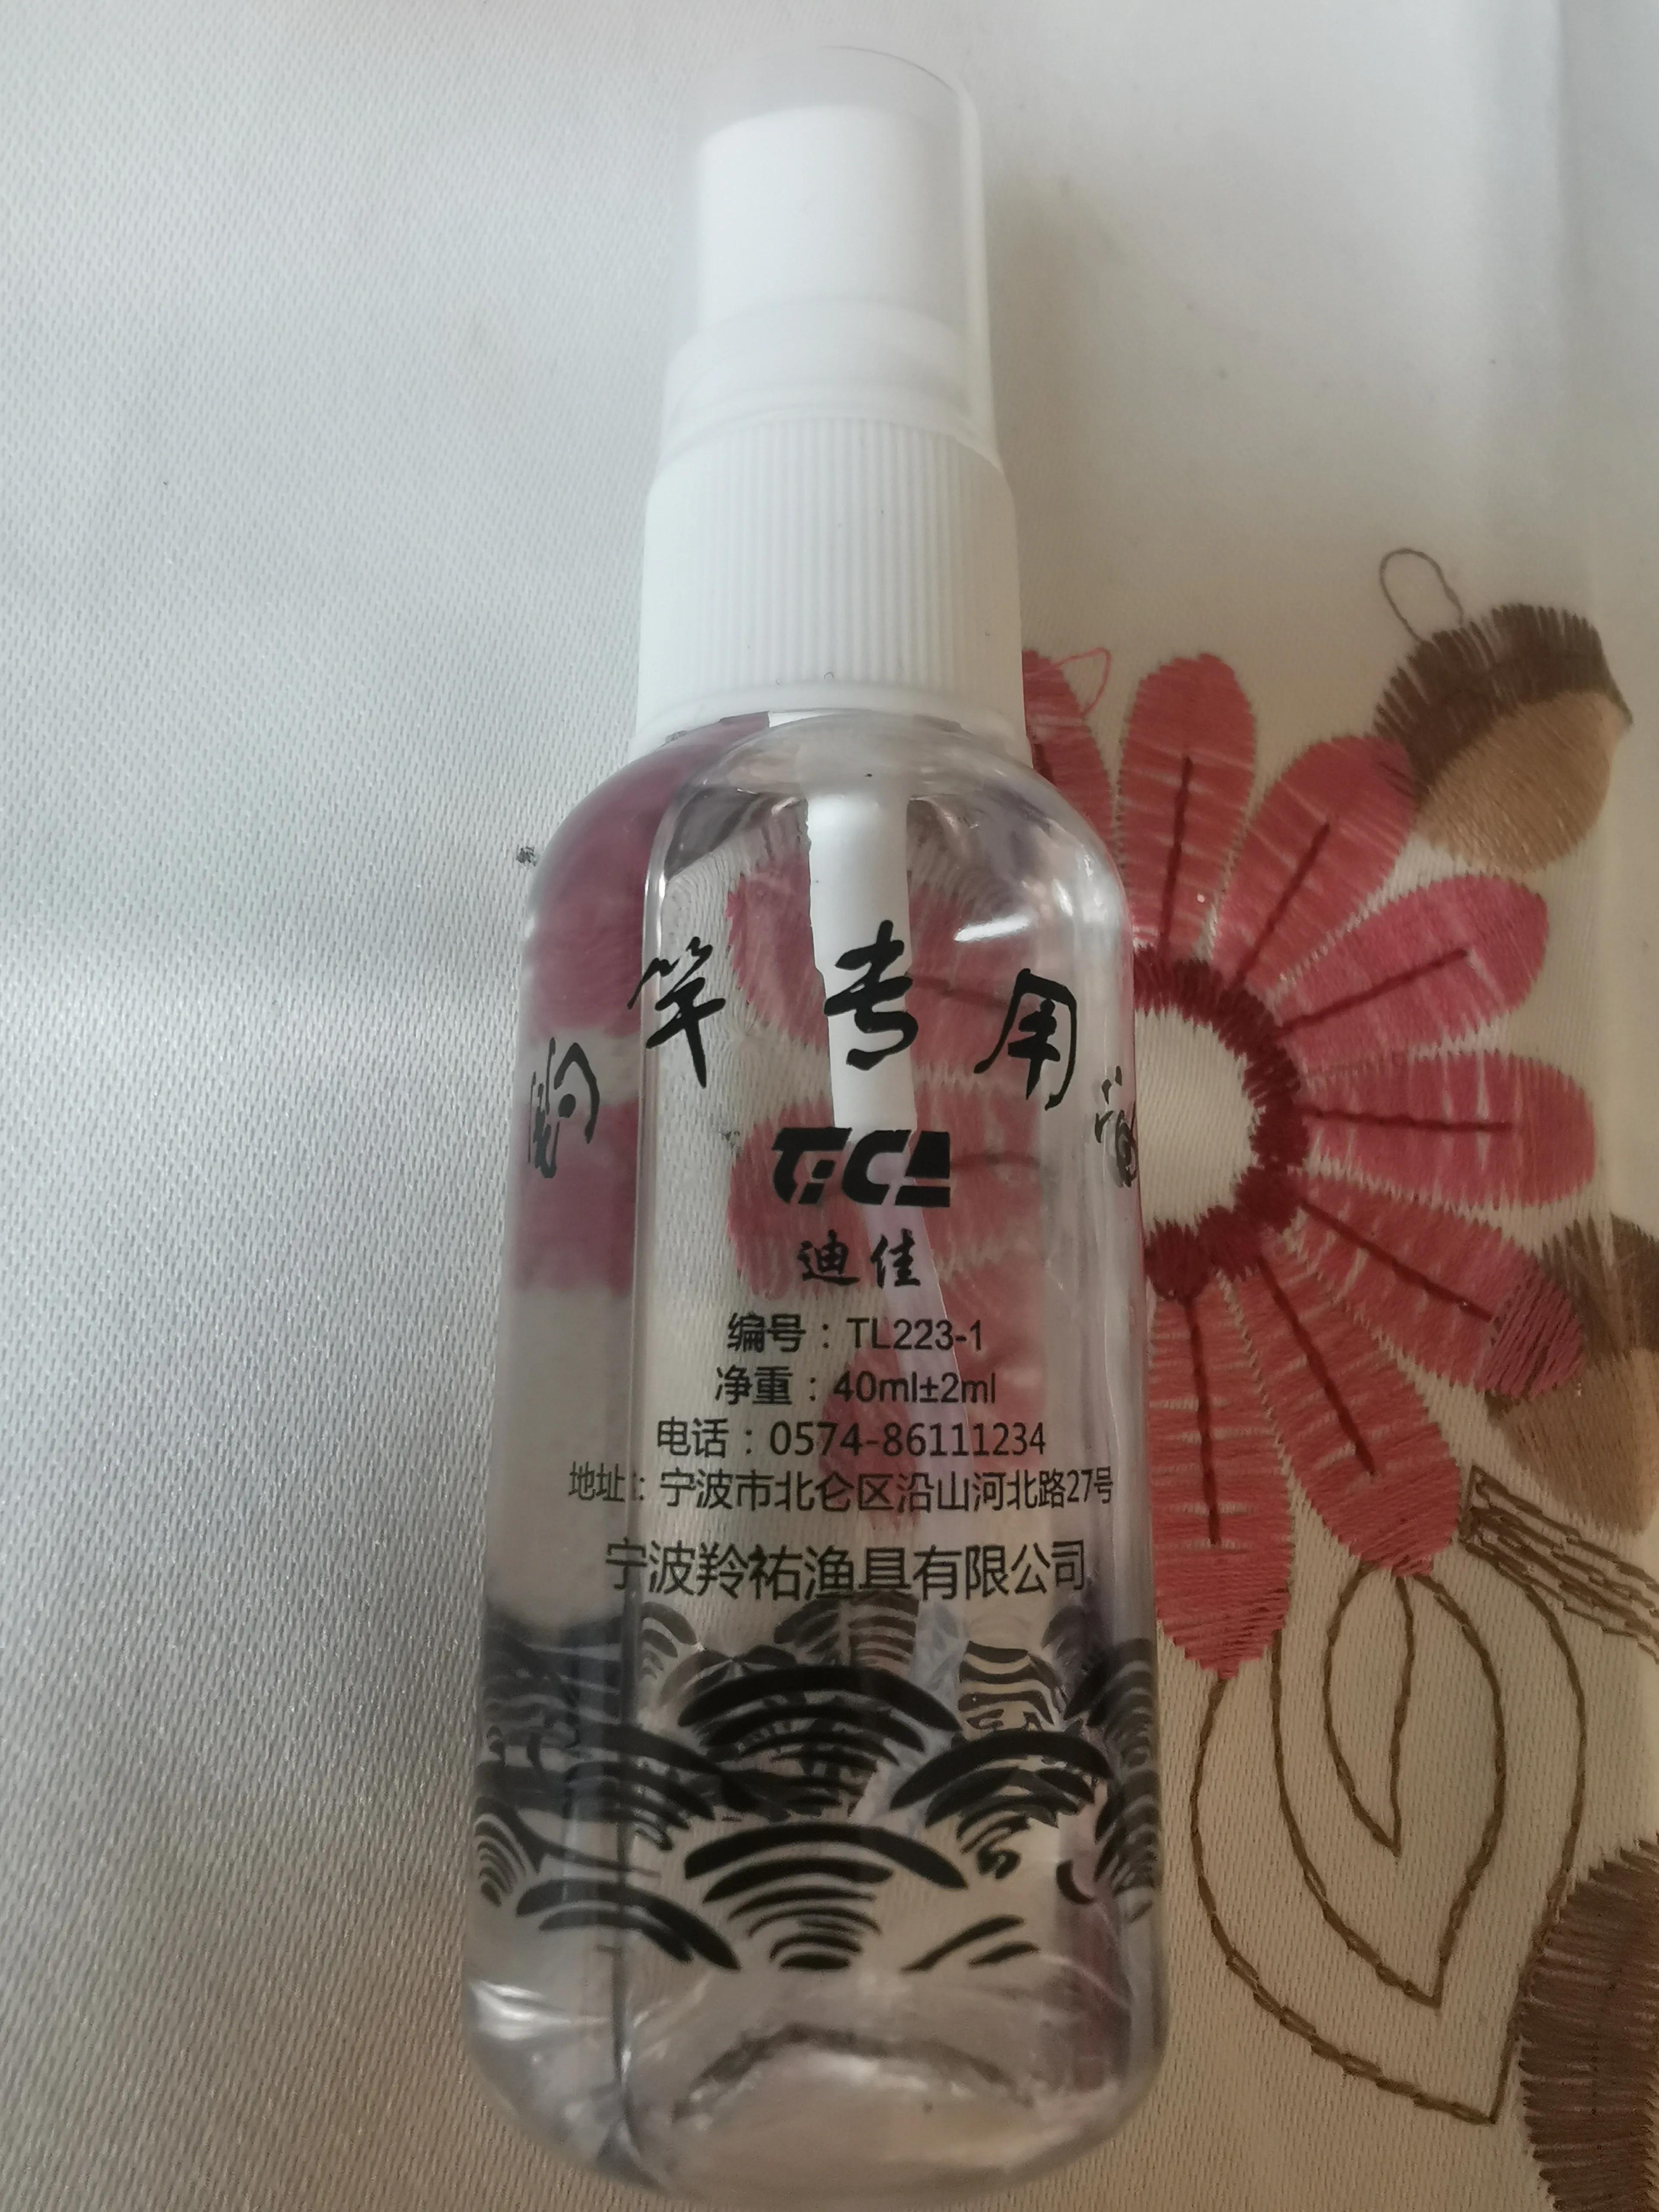 钓竿专用
TiCA
迪佳
编号：TL223-1
净重：40ml±2ml
电话：0574-86111234
地址：宁波市北仑区沿山河北路27号
宁波羚祐渔具有限公司